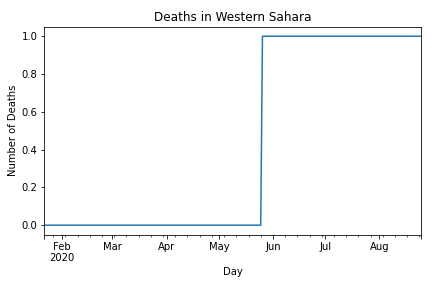 Deaths in Western Sahara
1.0
0.8
0.6
0.4
0.2
0.0
Number of Deaths
Feb Mar Apr May Jun Jul Aug
2020
Day